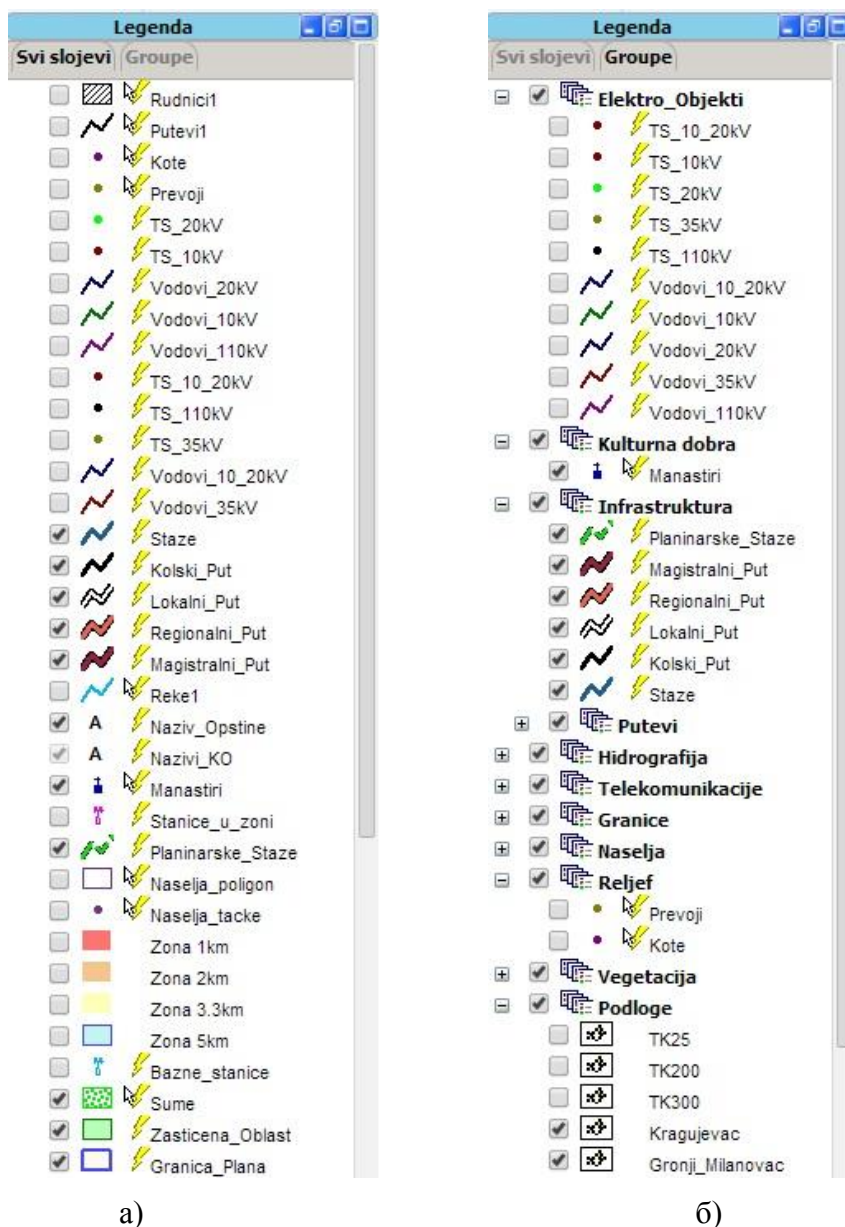 Legenda
Svi slojevi Groupe
Rudnici1
Putevi1
Kote
Prevoji
TS_20kV
TS_10kV
Vodovi_20kV
Vodovi_10kV
Vodovi_110kV
TS_10_20kV
TS_110kV
TS_35kV
Vodovi_10_20kV
Vodovi_35kV
Staze
Kolski_Put
Lokalni_Put
Regionalni_Put
Magistralni_Put
Reke1
A Naziv_Opstine
A Nazivi_KO
Manastiri
Stanice_u_zoni
Planinarske_Staze
Naselja_poligon
Naselja_tacke
Zona 1km
Zona 2km
Zona 3.3km
Zona 5km
Bazne_stanice
Sume
Zasticena_Oblast
Granica_Plana
а)
Legenda
Svi slojevi Groupe
Elektro_Objekti
TS_10_20kV
TS_10kV
TS_20kV
TS_35kV
TS_110kV
Vodovi_10_20kV
Vodovi_10kV
Vodovi_20kV
Vodovi_35kV
Vodovi_110kV
Kulturna dobra
Manastiri
Infrastruktura
Planinarske_Staze
Magistralni_Put
Regionalni_Put
Lokalni_Put
Kolski_Put
Staze
Putevi
Hidrografija
Telekomunikacije
Granice
Naselja
Reljef
Prevoji
Kote
Vegetacija
Podloge
TK25
TK200
TK300
Kragujevac
Gronji_Milanovac
б)